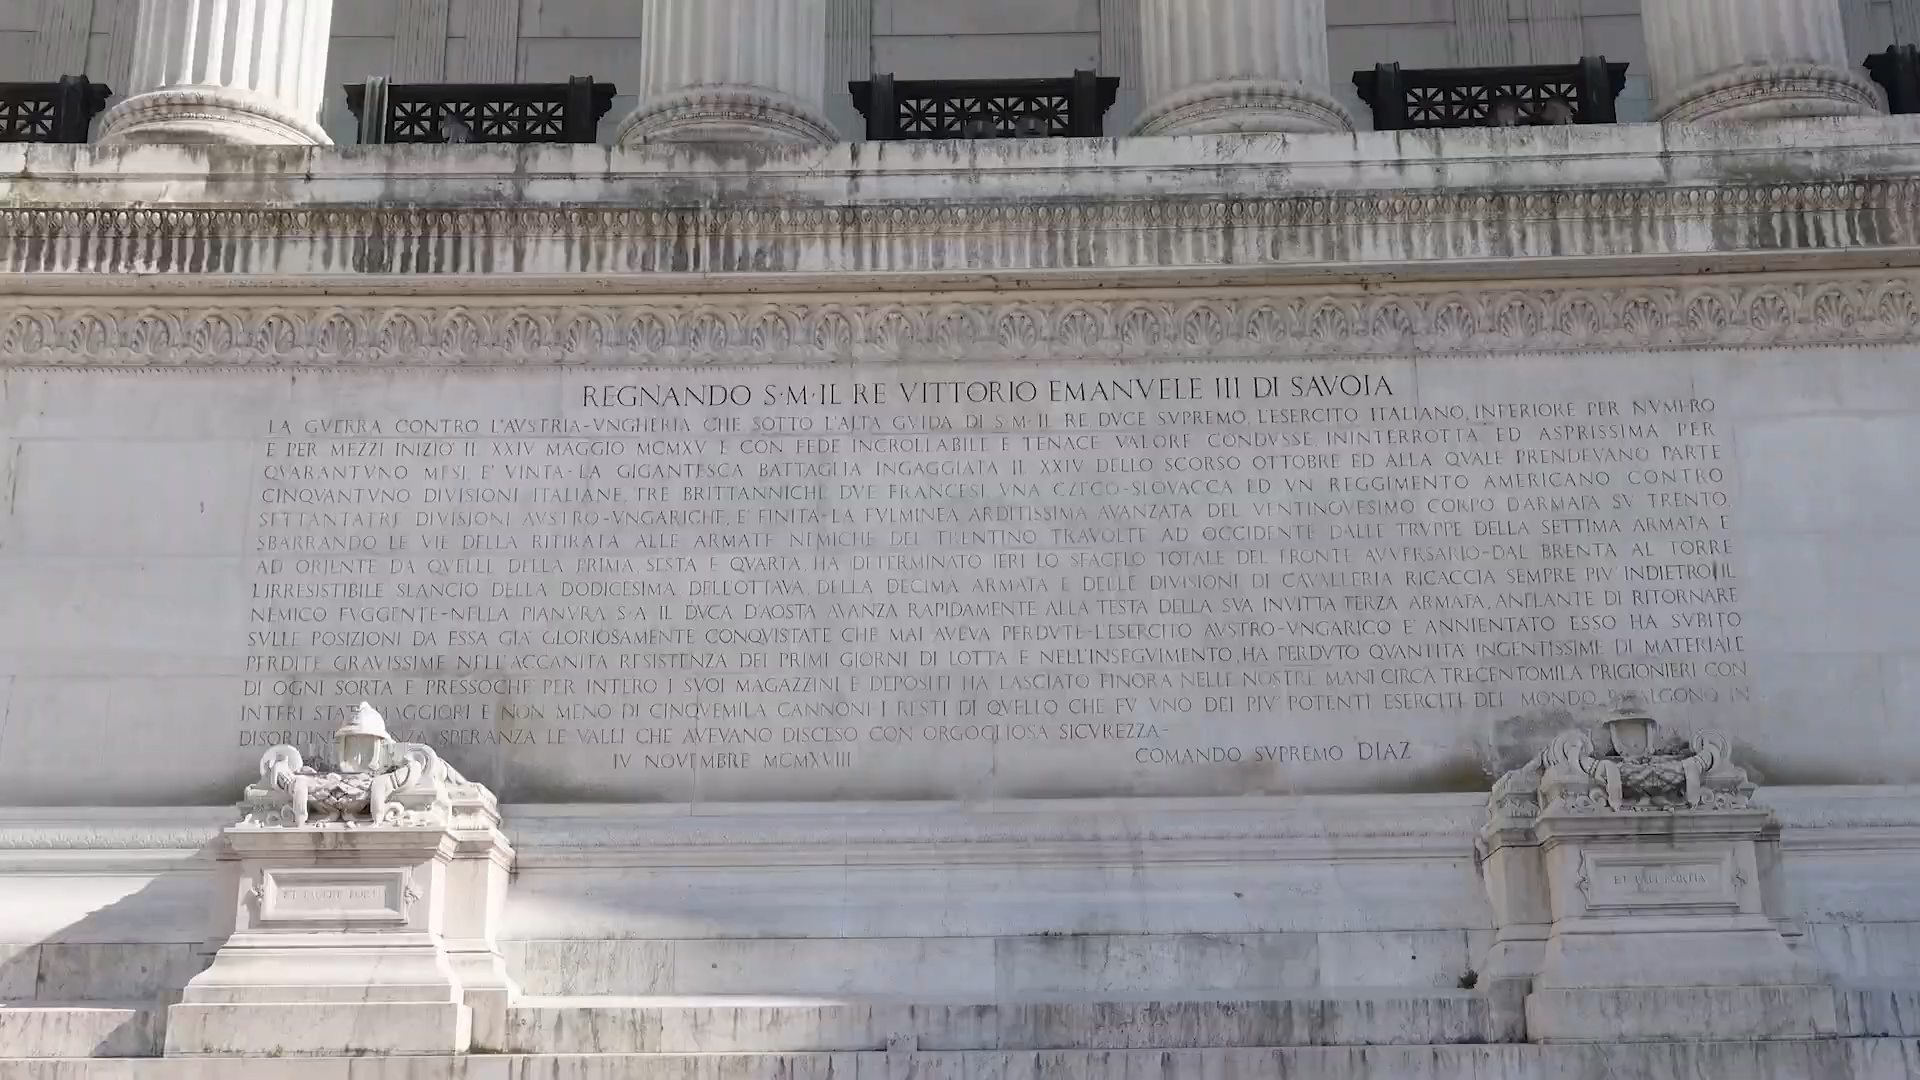 REGNANDO S·M·IL RE VITTORIO EMANVELE III DI SAVOIA
LA GVERRA CONTRO L'AVSTRIA-VNGHERIA CHE SOTTO L'ALTA GVIDA DI S·M·IL RE DVCE SVPREMO, L'ESERCITO ITALIANO, INFERIORE PER NVMERO
E PER MEZZI INIZIO' IL XXIV MAGGIO MCMXV E CON FEDE INCROLLABILE E TENACE VALORE CONDVSSE ININTERROTTA ED ASPRISSIMA PER
QVARANTVNO MESI, E' VINTA-LA GIGANTESCA BATTAGLIA INGAGGIATA IL XXIV DELLO SCORSO OTTOBRE ED ALLA QVALE PRENDEVANO PARTE
CINQVANTVNO DIVISIONI ITALIANE, TRE BRITTANNICHE DVE FRANCESI VNA CZECO-SLOVACCA ED VN REGGIMENTO AMERICANO CONTRO
SETTANTATRE DIVISIONI AVSTRO-VNGARICHE, E' FINITA-LA FVLMINEA ARDITISSIMA AVANZATA DEL VENTINOVESIMO CORPO D'ARMATA SV TRENTO,
SBARRANDO LE VIE DELLA RITIRATA ALLE ARMATE NEMICHE DEL TRENTINO TRAVOLTE AD OCCIDENTE DALLE TRVPPE DELLA SETTIMA ARMATA E
AD ORIENTE DA QVELLE DELLA PRIMA, SESTA E QVARTA, HA DETERMINATO IERI LO SFACELO TOTALE DEL FRONTE AVVERSARIO-DAL BRENTA AL TORRE
L'IRRESISTIBILE SLANCIO DELLA DODICESIMA DELL'OTTAVA, DELLA DECIMA ARMATA E DELLE DIVISIONI DI CAVALLERIA RICACCIA SEMPRE PIV' INDIETRO IL
NEMICO FVGGENTE-NELLA PIANVRA S·A IL DVCA D'AOSTA AVANZA RAPIDAMENTE ALLA TESTA DELLA SVA INVITTA TERZA ARMATA, ANELANTE DI RITORNARE
SVLLE POSIZIONI DA ESSA GIA' GLORIOSAMENTE CONQVISTATE CHE MAI AVEVA PERDVTE-L'ESERCITO AVSTRO-VNGARICO E' ANNIENTATO ESSO HA SVBITO
PERDITE GRAVISSIME NELL'ACCANITA RESISTENZA DEI PRIMI GIORNI DI LOTTA E NELL'INSEGVIMENTO, HA PERDVTO QVANTITA INGENTISSIME DI MATERIALE
DI OGNI SORTA E PRESSOCHE' PER INTERO I SVOI MAGAZZINI E DEPOSITI HA LASCIATO FINORA NELLE NOSTRE MANI CIRCA TRECENTOMILA PRIGIONIERI CON
INTERI MAGGIORI E NON MENO DI CINQVEMILA CANNONI-I RESTI DI QVELLO CHE FV VNO DEI PIV' POTENTI ESERCITI DEL MONDO IN
SPERANZA LE VALLI CHE AVEVANO DISCESO CON ORGOGLIOSA SICVREZZA-
IV NOVEMBRE MCMXVIII COMANDO SVPREMO DIAZ